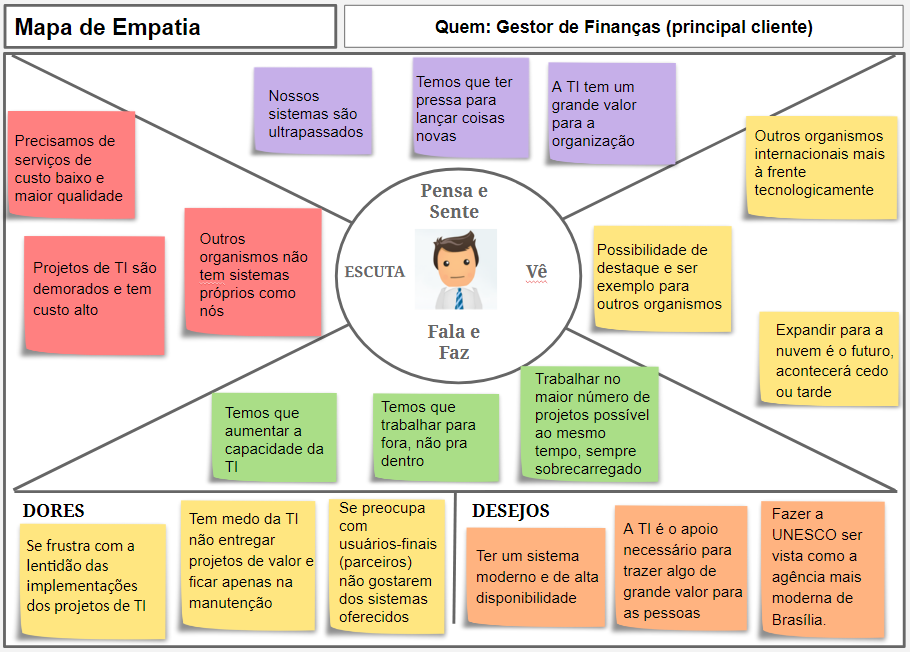 Mapa de Empatia
Quem: Gestor de Finanças (principal cliente)
Nossos
sistemas são
ultrapassados
Temos que ter
pressa para
lançar coisas
novas
A TI tem um
grande valor
para a
organização
Precisamos de
serviços de
custo baixo e
maior qualidade
Projetos de TI são
demorados e tem
custo alto
Outros
organismos não
tem sistemas
próprios como
nós
Pensa e
Sente
ESCUTA
Vê
Fala e
Faz
Outros organismos
internacionais mais
à frente
tecnologicamente
Possibilidade de
destaque e ser
exemplo para
outros organismos
Expandir para a
nuvem é o futuro,
acontecerá cedo
ou tarde
Temos que
aumentar a
capacidade da
TI
Temos que
trabalhar para
fora, não pra
dentro
Trabalhar no
maior número de
projetos possível
ao mesmo
tempo, sempre
sobrecarregado
DORES
Se frustra com a
lentidão das
implementações
dos projetos de TI
Tem medo da TI
não entregar
projetos de valor e
ficar apenas na
manutenção
Se preocupa
com
usuários-finais
(parceiros)
não gostarem
dos sistemas
oferecidos
DESEJOS
Ter um sistema
moderno e de alta
disponibilidade
A TI é o apoio
necessário para
trazer algo de
grande valor para
as pessoas
Fazer a
UNESCO ser
vista como a
agência mais
moderna de
Brasília.